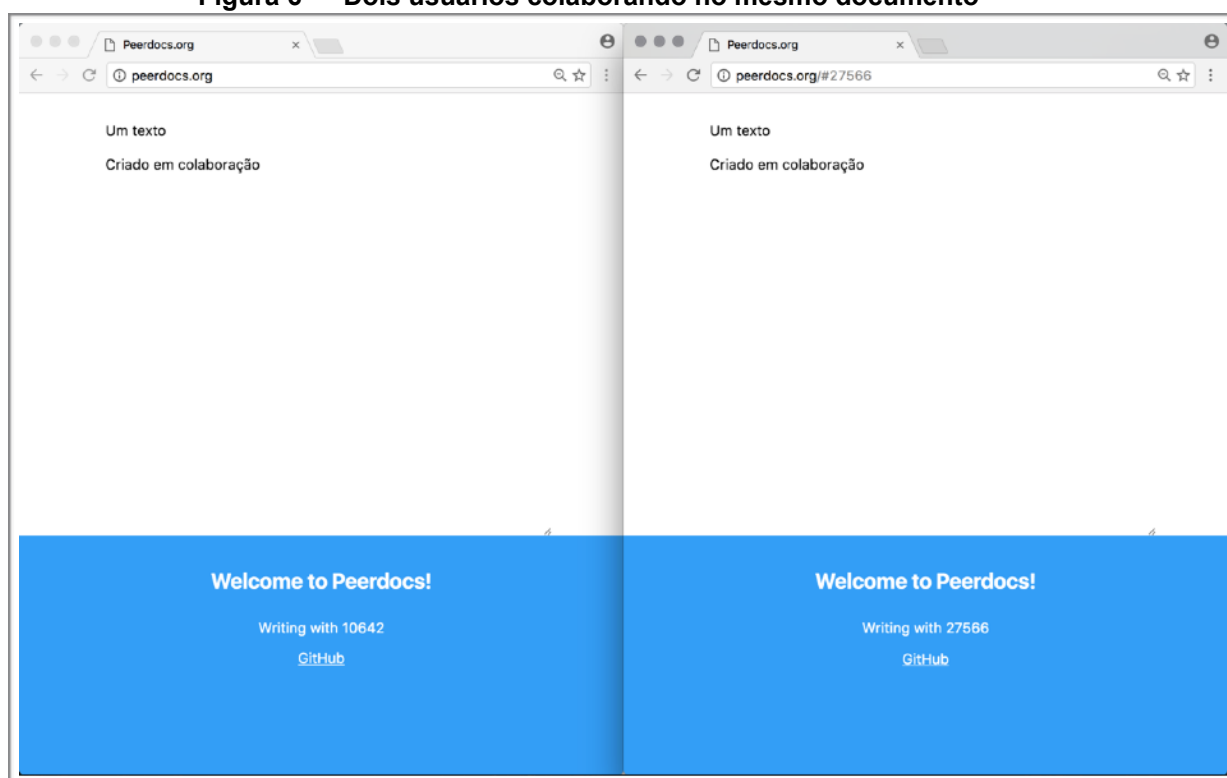 Dois usuários colaborando no mesmo documento
Peerdocs.org
peerdocs.org
Um texto
Criado em colaboração
Welcome to Peerdocs!
Writing with 10642
GitHub
Peerdocs.org
peerdocs.org/#27566
Um texto
Criado em colaboração
Welcome to Peerdocs!
Writing with 27566
GitHub